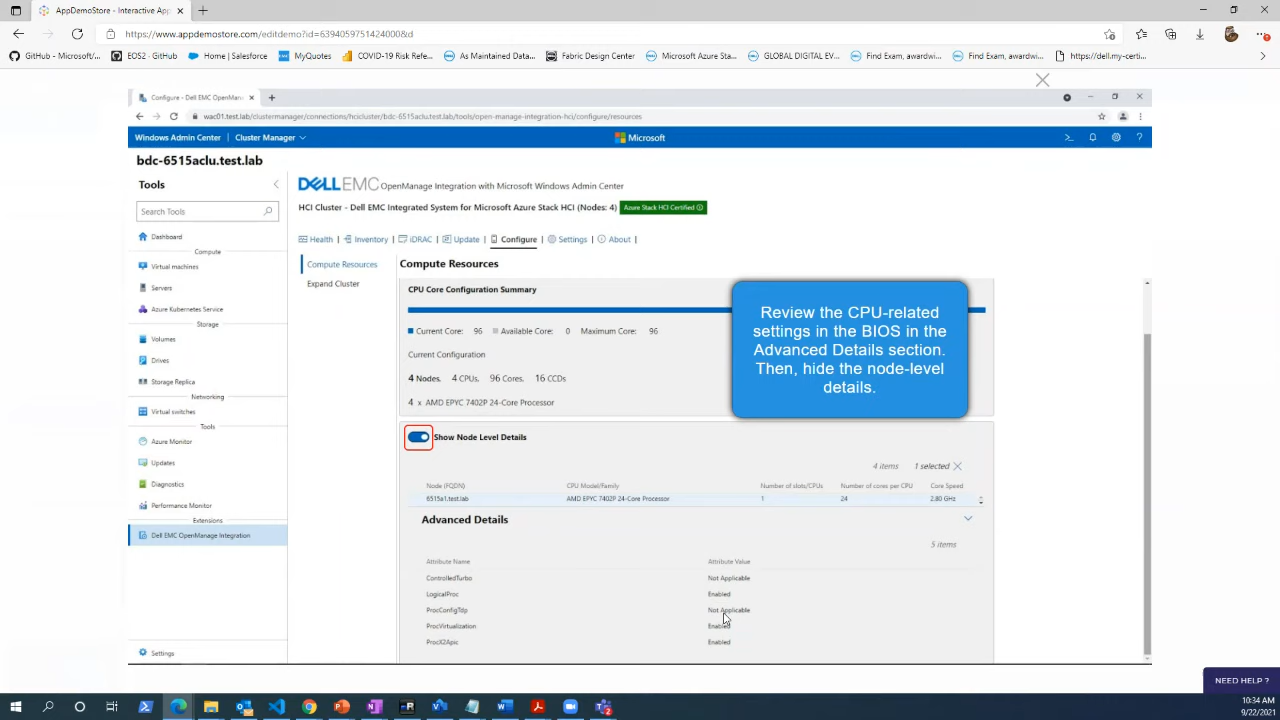 AppDemoStore - Interactive App
https://www.appdemostore.com/editdemo?id=6394059751424000&d
GitHub - Microsoft/...
EOS2 - GitHub
Home | Salesforce
MyQuotes
COVID-19 Risk Refe...
As Maintained Data...
Fabric Design Center
Microsoft Azure Sta...
GLOBAL DIGITAL EV...
Find Exam, awarded...
Find Exam, awarded...
https://dell-my.shar...
Configure - Dell EMC OpenMana
wac01.test.lab/clustermanager/connections/hcicluster/bdc-6515aclu.test.lab/tools/open-manage-integration-hci/configure/resources
Windows Admin Center | Cluster Manager
Microsoft
bdc-6515aclu.test.lab
Tools
Search Tools
Dashboard
Compute
Virtual machines
Servers
Azure Kubernetes Service
Storage
Volumes
Drives
Storage Replica
Networking
Virtual switches
Tools
Azure Monitor
Updates
Diagnostics
Performance Monitor
Extensions
Dell EMC OpenManage Integration
Settings
DELLEMC OpenManage Integration with Microsoft Windows Admin Center
HCI Cluster - Dell EMC Integrated System for Microsoft Azure Stack HCI (Nodes: 4) Azure Stack HCI Certified
Health | Inventory | iDRAC | Update | Configure | Settings | About |
Compute Resources
Expand Cluster
Compute Resources
CPU Core Configuration Summary
Current Core: 96 Available Core: 0 Maximum Core: 96
Current Configuration
4 Nodes, 4 CPUs, 96 Cores, 16 CCDs
4 x AMD EPYC 7402P 24-Core Processor
Review the CPU-related
settings in the BIOS in the
Advanced Details section.
Then, hide the node-level
details.
Show Node Level Details
4 items 1 selected
Node (FQDN) CPU Model/Family Number of slots/CPUs Number of cores per CPU Core Speed
6515a1.test.lab AMD EPYC 7402P 24-Core Processor 1 24 2.80 GHz
Advanced Details
5 items
Attribute Name Attribute Value
ControlledTurbo Not Applicable
LogicalProc Enabled
ProcConfigTdp Not Applicable
ProcVirtualization Enabled
ProcX2Apic Enabled
NEED HELP ?
10:34 AM
9/22/2021